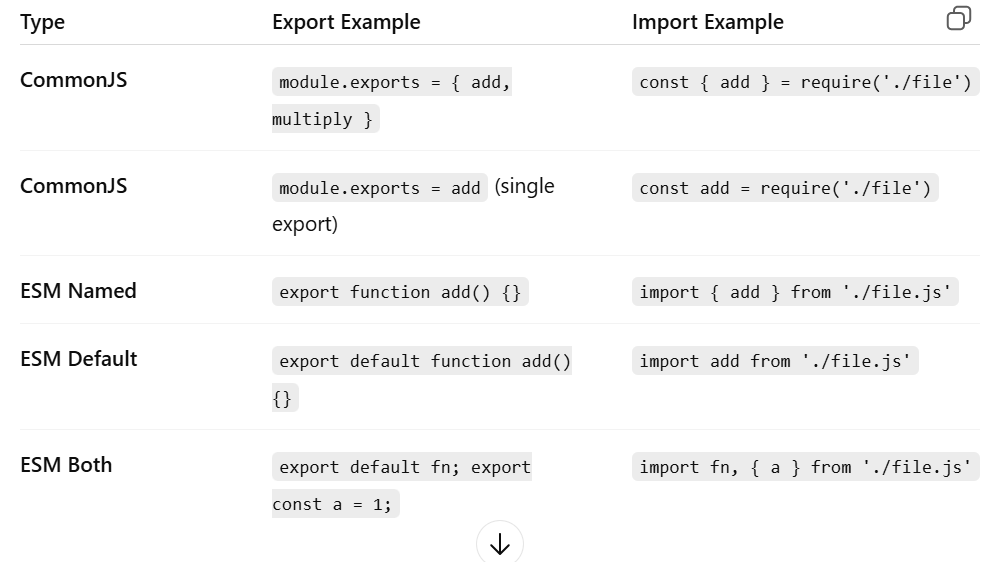 Type Export Example Import Example
CommonJS module.exports = { add, const { add } = require('./file')
multiply }
CommonJS module.exports = add (single const add = require('./file')
export)
ESM Named export function add() {} import { add } from './file.js'
ESM Default export default function add() import add from './file.js'
{}
ESM Both export default fn; export import fn, { a } from './file.js'
const a = 1;